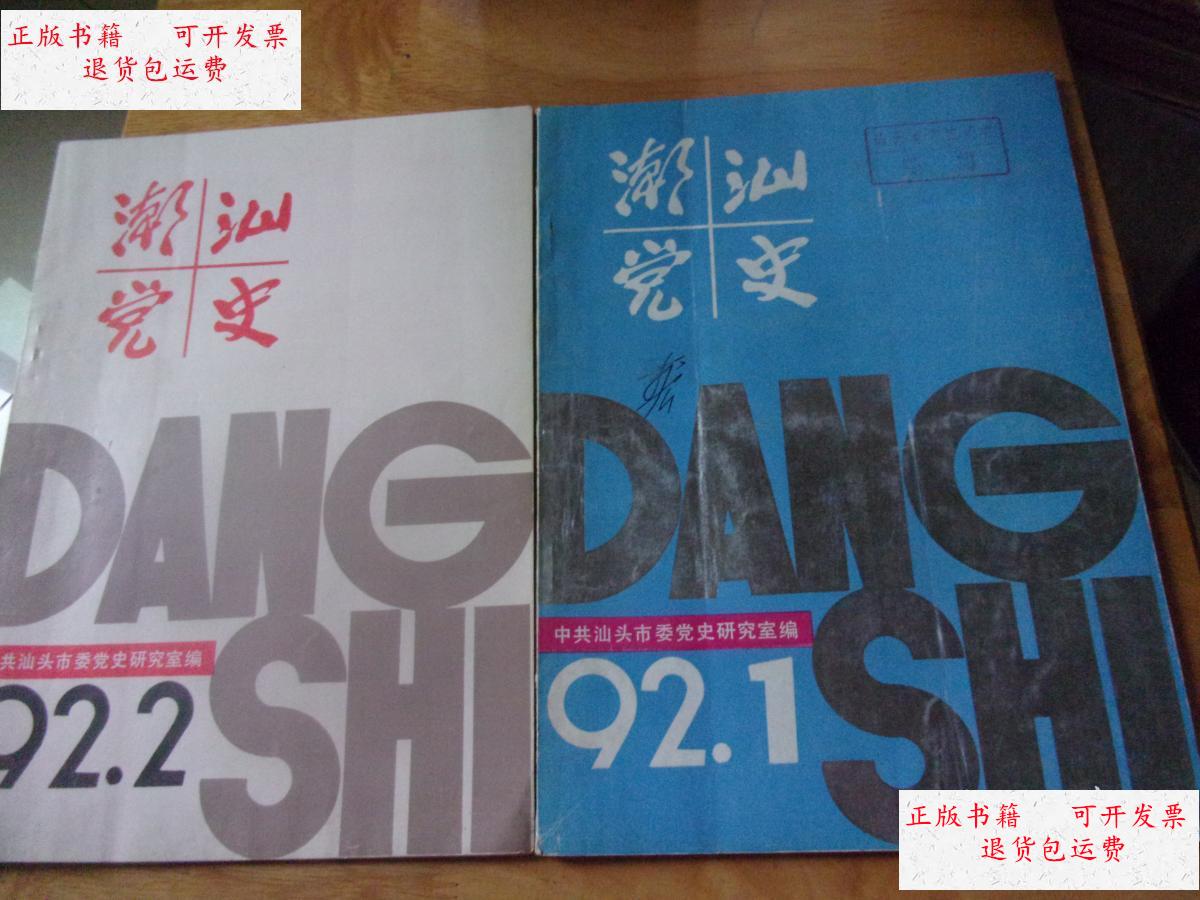 正版书籍 可开发票
退货包运费
潮汕
党史
DANG
SHI
共汕头市委党史研究室编
92.2
潮汕
党史
DANG
SHI
中共汕头市委党史研究室编
92.1
正版书籍 可开发票
退货包运费